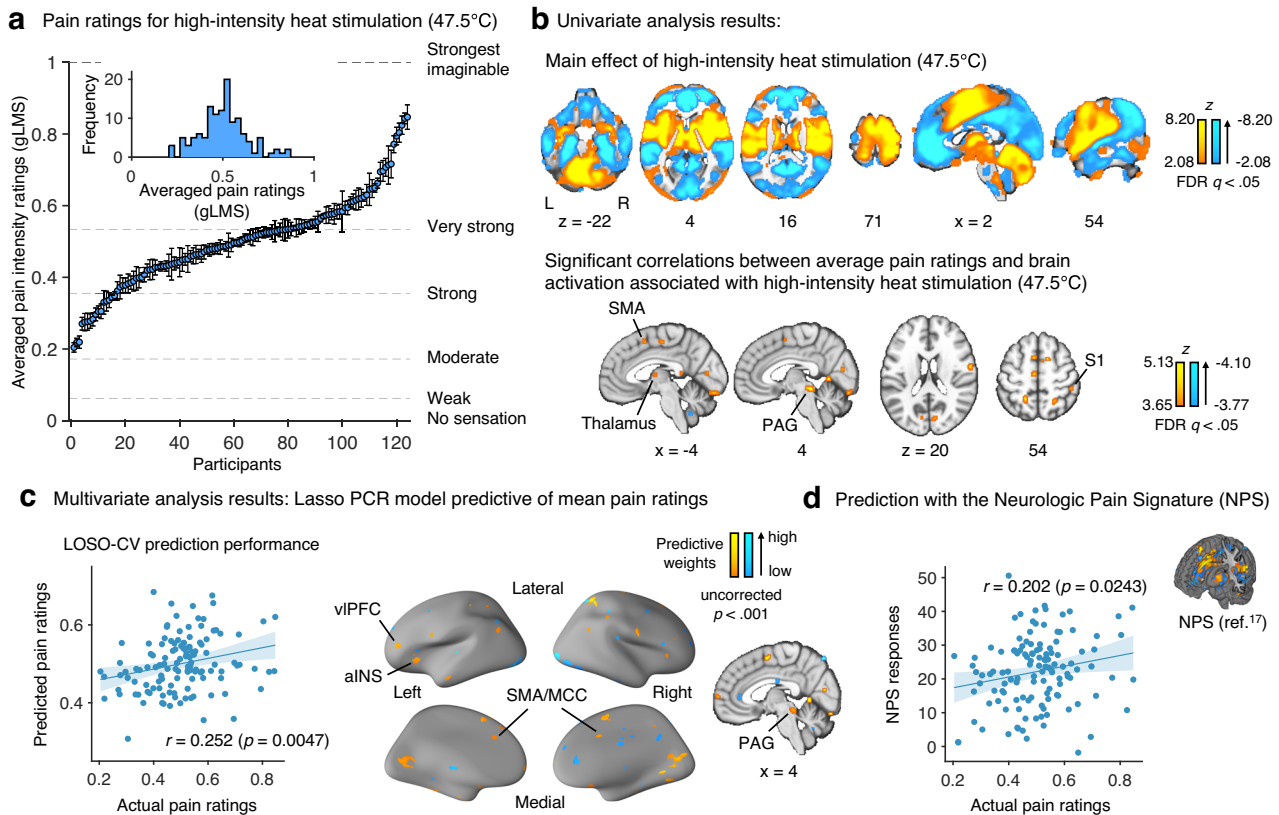 a Pain ratings for high-intensity heat stimulation (47.5°C)
Averaged pain intensity ratings (gLMS)
1
0.8
0.6
0.4
0.2
0
Strongest
imaginable
Very strong
Strong
Moderate
Weak
No sensation
Frequency
20
10
0
0
0.5
1
Averaged pain ratings
(gLMS)
0
20
40
60
80
100
120
Participants
b Univariate analysis results:
Main effect of high-intensity heat stimulation (47.5°C)
L
R
z = -22
4
16
71
x = 2
54
z
8.20
-8.20
2.08
-2.08
FDR q < .05
Significant correlations between average pain ratings and brain
activation associated with high-intensity heat stimulation (47.5°C)
SMA
Thalamus
PAG
S1
x = -4
4
z = 20
54
z
5.13
-4.10
3.65
-3.77
FDR q < .05
c Multivariate analysis results: Lasso PCR model predictive of mean pain ratings
LOSO-CV prediction performance
Predicted pain ratings
0.6
0.4
r = 0.252 (p = 0.0047)
0.2
0.4
0.6
0.8
Actual pain ratings
Lateral
vlPFC
aINS
Left
Right
SMA/MCC
Medial
Predictive
weights
high
low
uncorrected
p < .001
PAG
x = 4
d Prediction with the Neurologic Pain Signature (NPS)
NPS responses
50
40
30
20
10
0
r = 0.202 (p = 0.0243)
0.2
0.4
0.6
0.8
Actual pain ratings
NPS (ref.17)